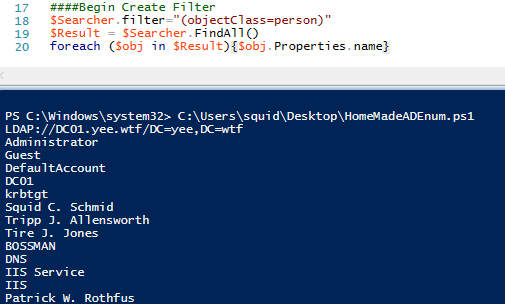 17 ####Begin Create Filter
18 $Searcher.filter="(objectClass=person)"
19 $Result = $Searcher.FindAll()
20 foreach ($obj in $Result){$obj.Properties.name}
PS C:\Windows\system32> C:\Users\squid\Desktop\HomeMadeADEnum.ps1
LDAP://DC01.yee.wtf/DC=yee,DC=wtf
Administrator
Guest
DefaultAccount
DC01
krbtgt
Squid C. Schmid
Tripp J. Allensworth
Tire J. Jones
BOSSMAN
DNS
IIS Service
IIS
Patrick W. Rothfus